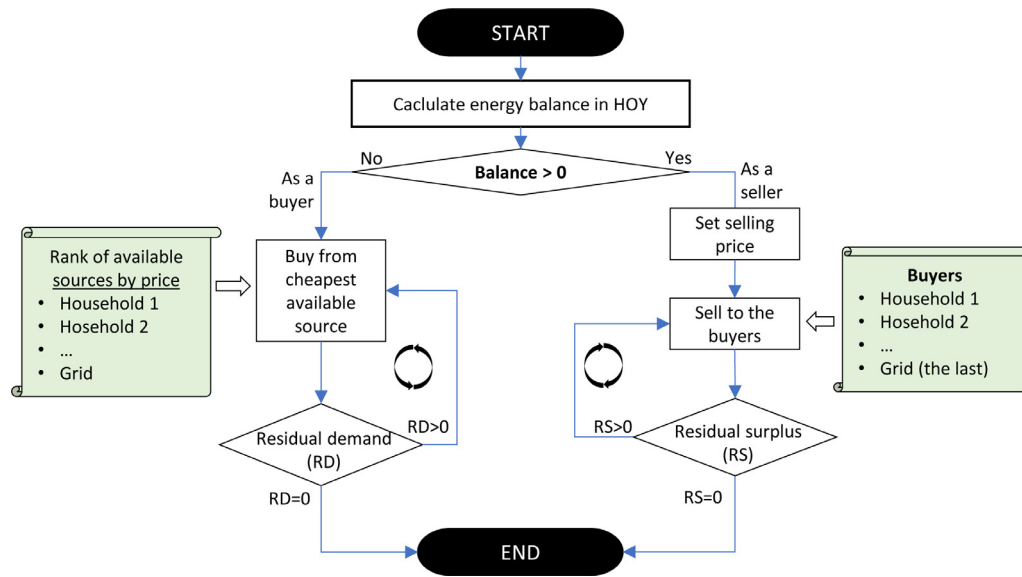 START
Caclulate energy balance in HOY
No
Balance > 0
Yes
As a
buyer
As a
seller
Rank of available
sources by price
• Household 1
• Hosehold 2
• ...
• Grid
Buy from
cheapest
available
source
Set selling
price
Sell to the
buyers
Buyers
• Household 1
• Hosehold 2
• ...
• Grid (the last)
Residual demand
(RD)
RD>0
RD=0
RS>0
Residual surplus
(RS)
RS=0
END